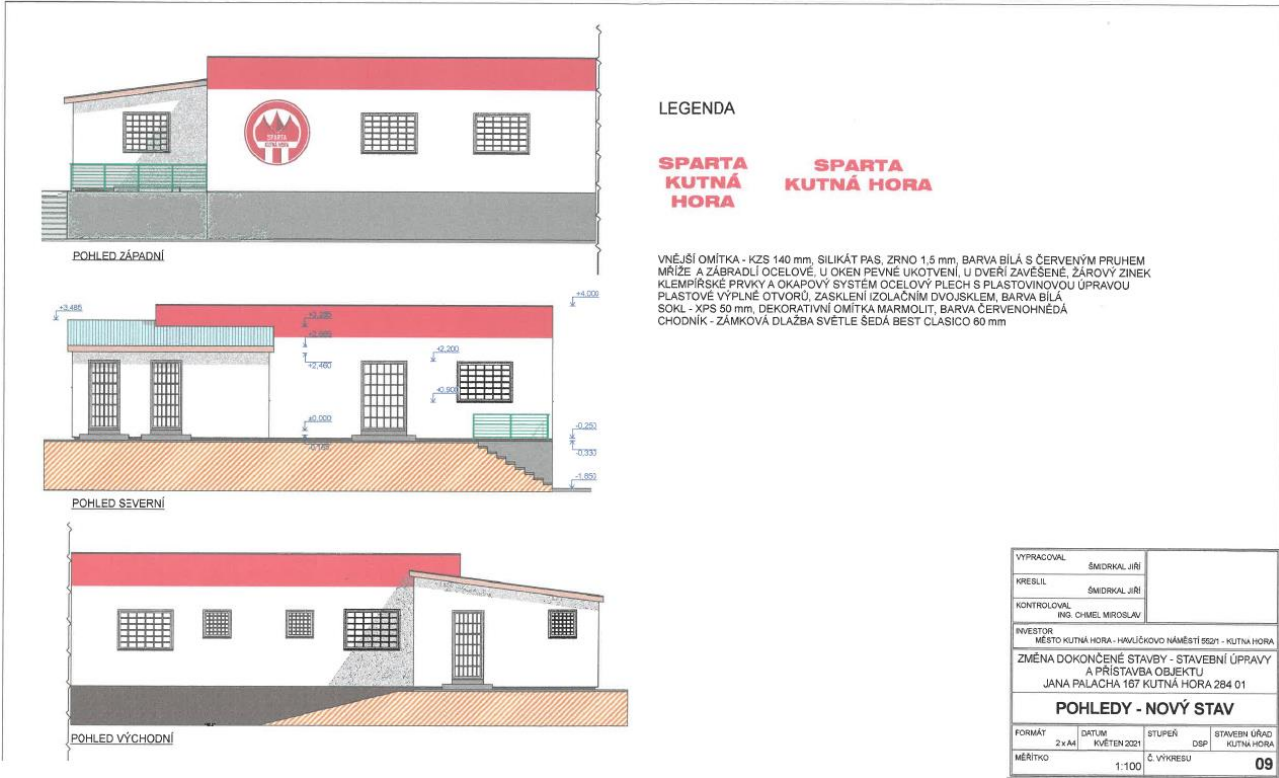 SPARTA
KUTNÁ HORA
POHLED ZÁPADNÍ
LEGENDA
SPARTA
KUTNÁ
HORA
SPARTA
KUTNÁ HORA
VNĚJŠÍ OMÍTKA - KZS 140 mm, SILIKÁT PAS, ZRNO 1,5 mm, BARVA BÍLÁ S ČERVENÝM PRUHEM
MŘÍŽE A ZÁBRADLÍ OCELOVÉ, U OKEN PEVNÉ UKOTVENÍ, U DVEŘÍ ZAVĚŠENÉ, ŽÁROVÝ ZINEK
KLEMPÍŘSKÉ PRVKY A OKAPOVÝ SYSTÉM OCELOVÝ PLECH S PLASTOVINOVOU ÚPRAVOU
PLASTOVÉ VÝPLNĚ OTVORŮ, ZASKLENÍ IZOLAČNÍM DVOJSKLEM, BARVA BÍLÁ
SOKL - XPS 50 mm, DEKORATIVNÍ OMÍTKA MARMOLIT, BARVA ČERVENOHNĚDÁ
CHODNÍK - ZÁMKOVÁ DLAŽBA SVĚTLE ŠEDÁ BEST CLASICO 60 mm
+3,485
+4,000
+2,460
+2,200
+0,900
±0,000
-0,250
-0,330
-1,850
POHLED SEVERNÍ
POHLED VÝCHODNÍ
VYPRACOVAL
ŠMIDRKAL JIŘÍ
KRESLIL
ŠMIDRKAL JIŘÍ
KONTROLOVAL
ING. CHMEL MIROSLAV
INVESTOR
MĚSTO KUTNÁ HORA - HAVLÍČKOVO NÁMĚSTÍ 552/1 - KUTNÁ HORA
ZMĚNA DOKONČENÉ STAVBY - STAVEBNÍ ÚPRAVY
A PŘÍSTAVBA OBJEKTU
JANA PALACHA 167 KUTNÁ HORA 284 01
POHLEDY - NOVÝ STAV
FORMÁT
2 x A4
DATUM
KVĚTEN 2021
STUPEŇ
DSP
STAVEBN ÚŘAD
KUTNÁ HORA
MĚŘÍTKO
1:100
Č. VÝKRESU
09